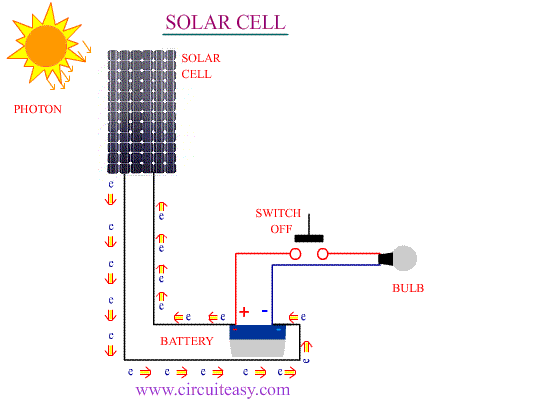 SOLAR CELL
SOLAR
CELL
PHOTON
e
e
e
e
e
e
e
e
e
e
SWITCH
OFF
BULB
+ -
e e e
BATTERY
e
e e e e e
www.circuiteasy.com